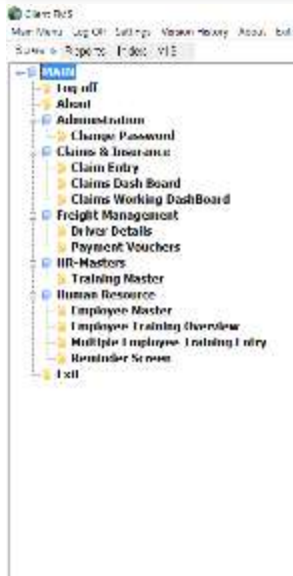 Main Menu Log Off Settings Version History About Exit
Reports Index MIS
MAIN
Log off
About
Administration
Change Password
Claims & Insurance
Claim Entry
Claims Dash Board
Claims Working DashBoard
Freight Management
Driver Details
Payment Vouchers
HR-Masters
Training Master
Human Resource
Employee Master
Employee Training Overview
Multiple Employee Training Entry
Reminder Screen
Exit